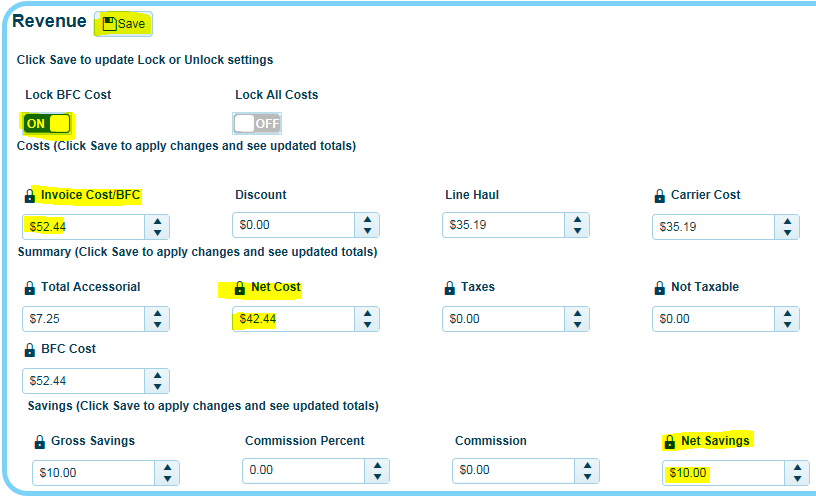 Revenue Save
Click Save to update Lock or Unlock settings
Lock BFC Cost Lock All Costs
ON OFF
Costs (Click Save to apply changes and see updated totals)
Invoice Cost/BFC Discount Line Haul Carrier Cost
$52.44 $0.00 $35.19 $35.19
Summary (Click Save to apply changes and see updated totals)
Total Accessorial Net Cost Taxes Not Taxable
$7.25 $42.44 $0.00 $0.00
BFC Cost
$52.44
Savings (Click Save to apply changes and see updated totals)
Gross Savings Commission Percent Commission Net Savings
$10.00 0.00 $0.00 $10.00